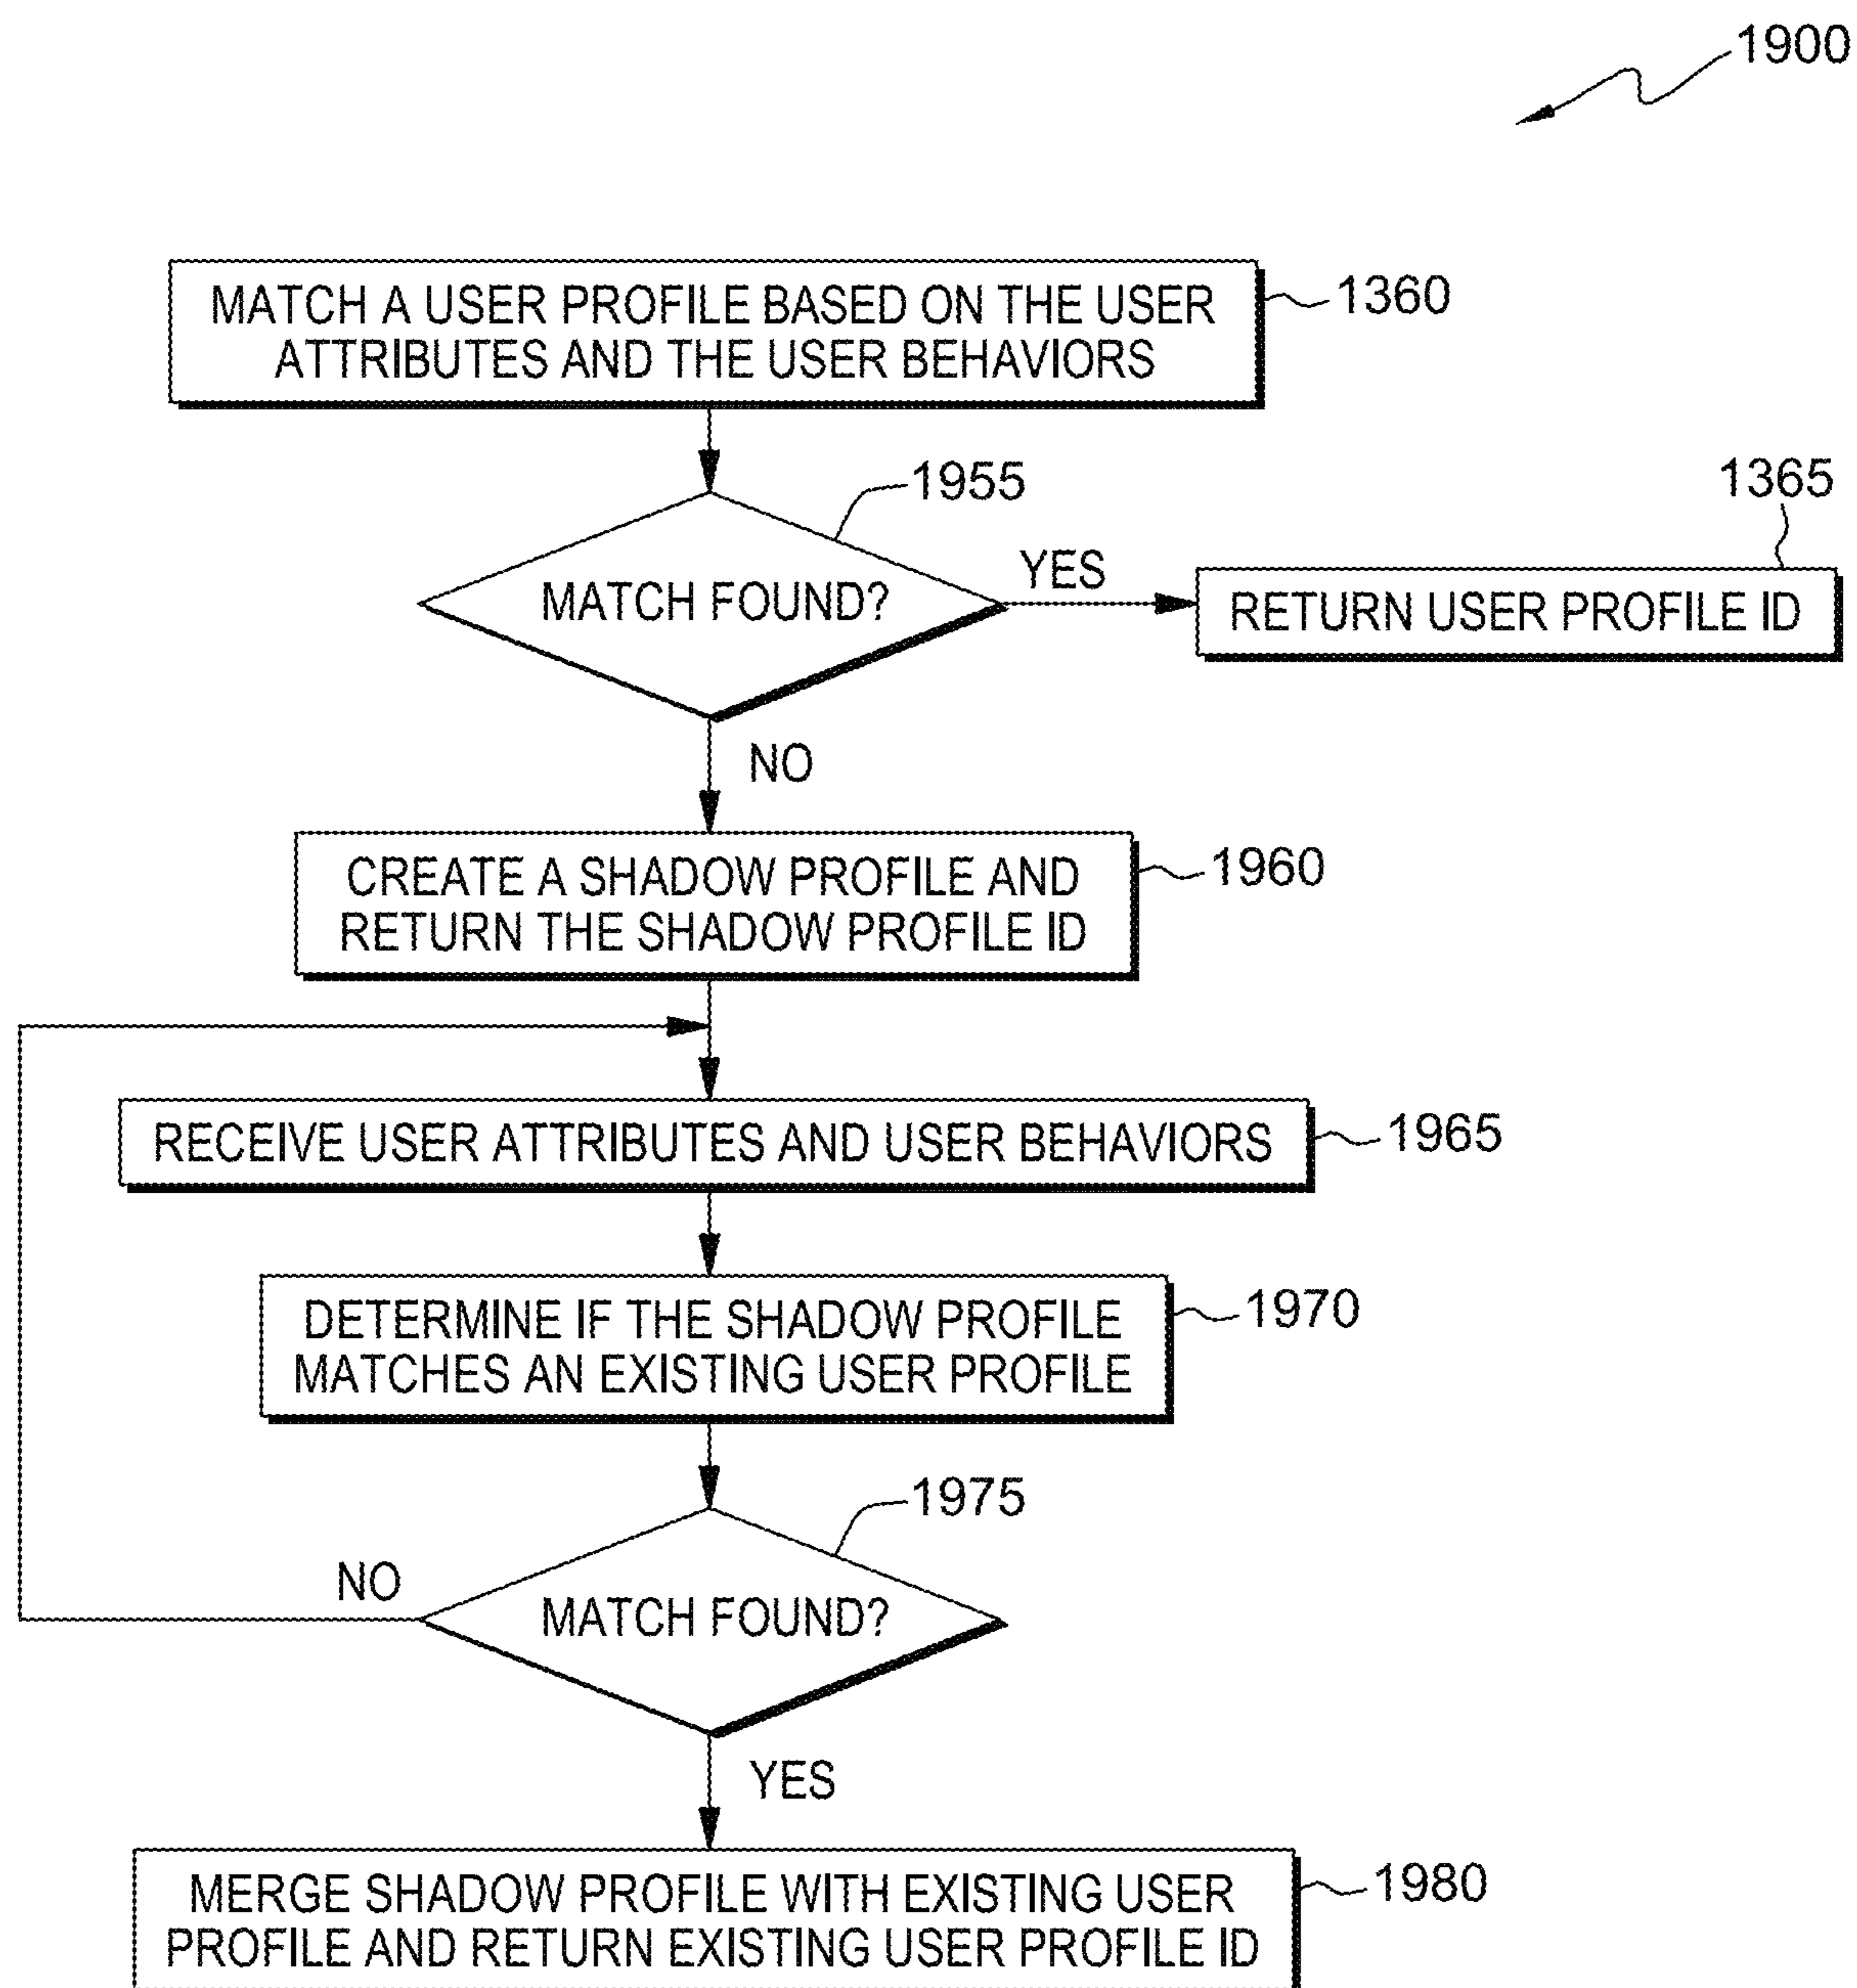 1900
MATCH A USER PROFILE BASED ON THE USER
ATTRIBUTES AND THE USER BEHAVIORS
1360
1955
MATCH FOUND?
YES
1365
RETURN USER PROFILE ID
NO
CREATE A SHADOW PROFILE AND
RETURN THE SHADOW PROFILE ID
1960
RECEIVE USER ATTRIBUTES AND USER BEHAVIORS
1965
DETERMINE IF THE SHADOW PROFILE
MATCHES AN EXISTING USER PROFILE
1970
1975
NO
MATCH FOUND?
YES
MERGE SHADOW PROFILE WITH EXISTING USER
PROFILE AND RETURN EXISTING USER PROFILE ID
1980